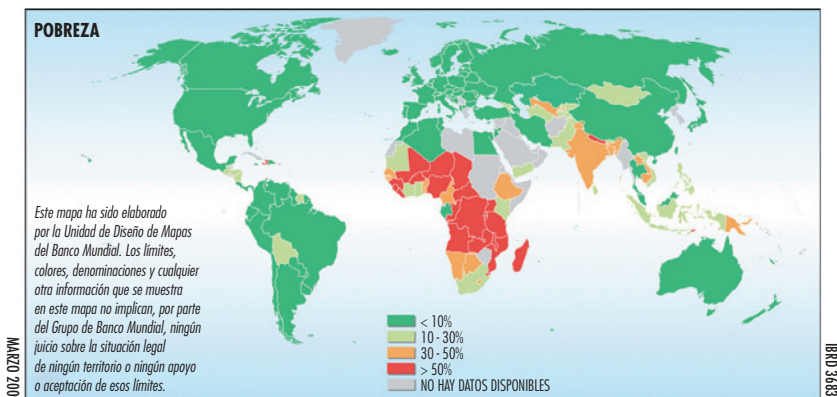 POBREZA
Este mapa ha sido elaborado
por la Unidad de Diseño de Mapas
del Banco Mundial. Los límites,
colores, denominaciones y cualquier
otra información que se muestra
en este mapa no implican, por parte
del Grupo de Banco Mundial, ningún
juicio sobre la situación legal
de ningún territorio o ningún apoyo
o aceptación de esos límites.
< 10%
10 - 30%
30 - 50%
> 50%
NO HAY DATOS DISPONIBLES
MARZO 200
IBRD 3689